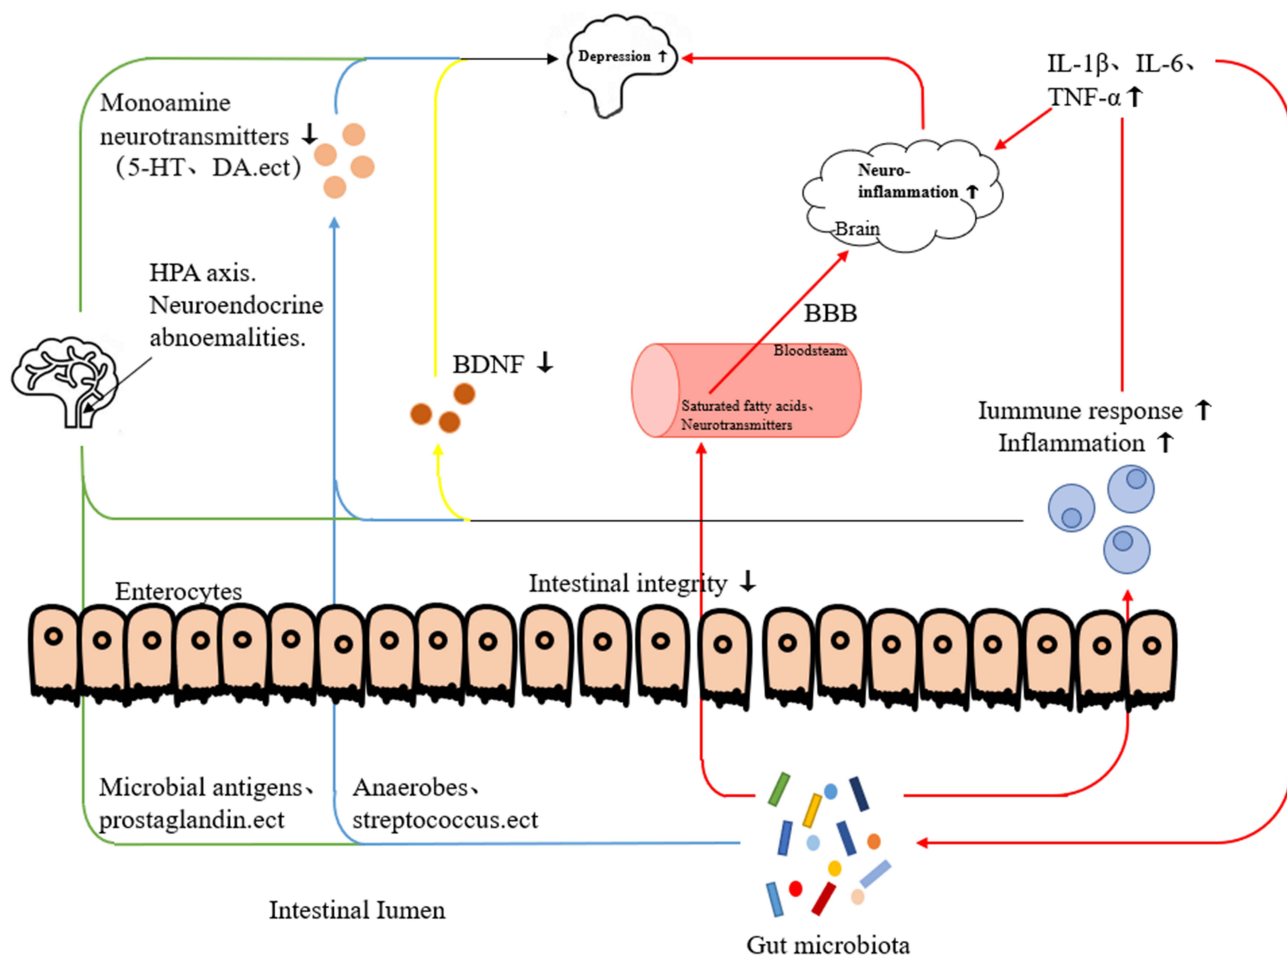 Depression ↑
IL-1β、IL-6、
TNF-α ↑
Monoamine
neurotransmitters ↓
（5-HT、DA.ect）
Neuro-
inflammation ↑
Brain
HPA axis.
Neuroendocrine
abnoemalities.
BBB
Bloodsteam
BDNF ↓
Saturated fatty acids、
Neurotransmitters
Iummune response ↑
Inflammation ↑
Enterocytes
Intestinal integrity ↓
Microbial antigens、
prostaglandin.ect
Anaerobes、
streptococcus.ect
Intestinal Iumen
Gut microbiota